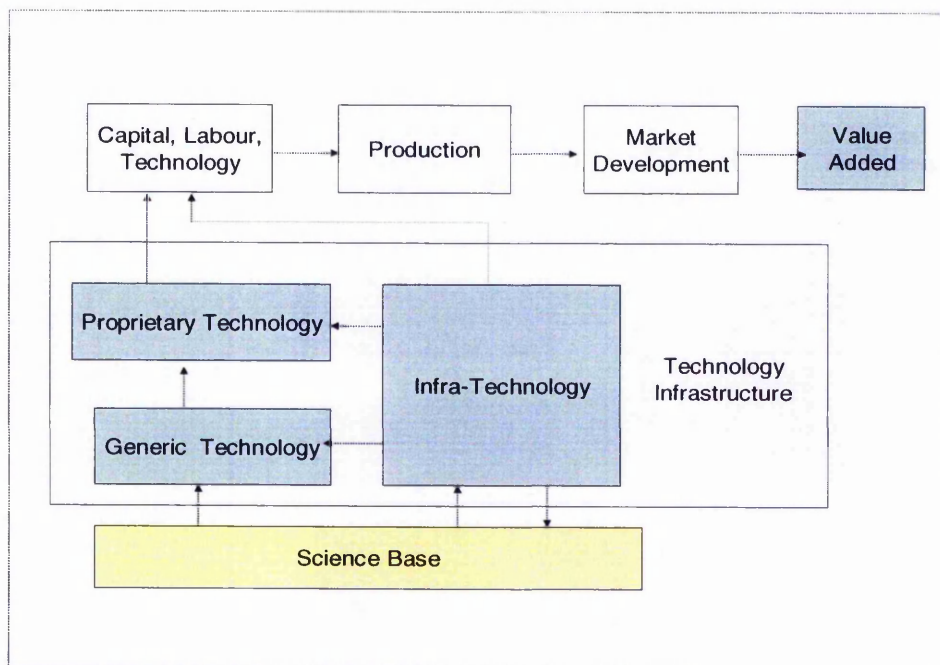 Capital, Labour,
Technology
Production
Market
Development
Value
Added
Proprietary Technology
Infra-Technology
Technology
Infrastructure
Generic Technology
Science Base